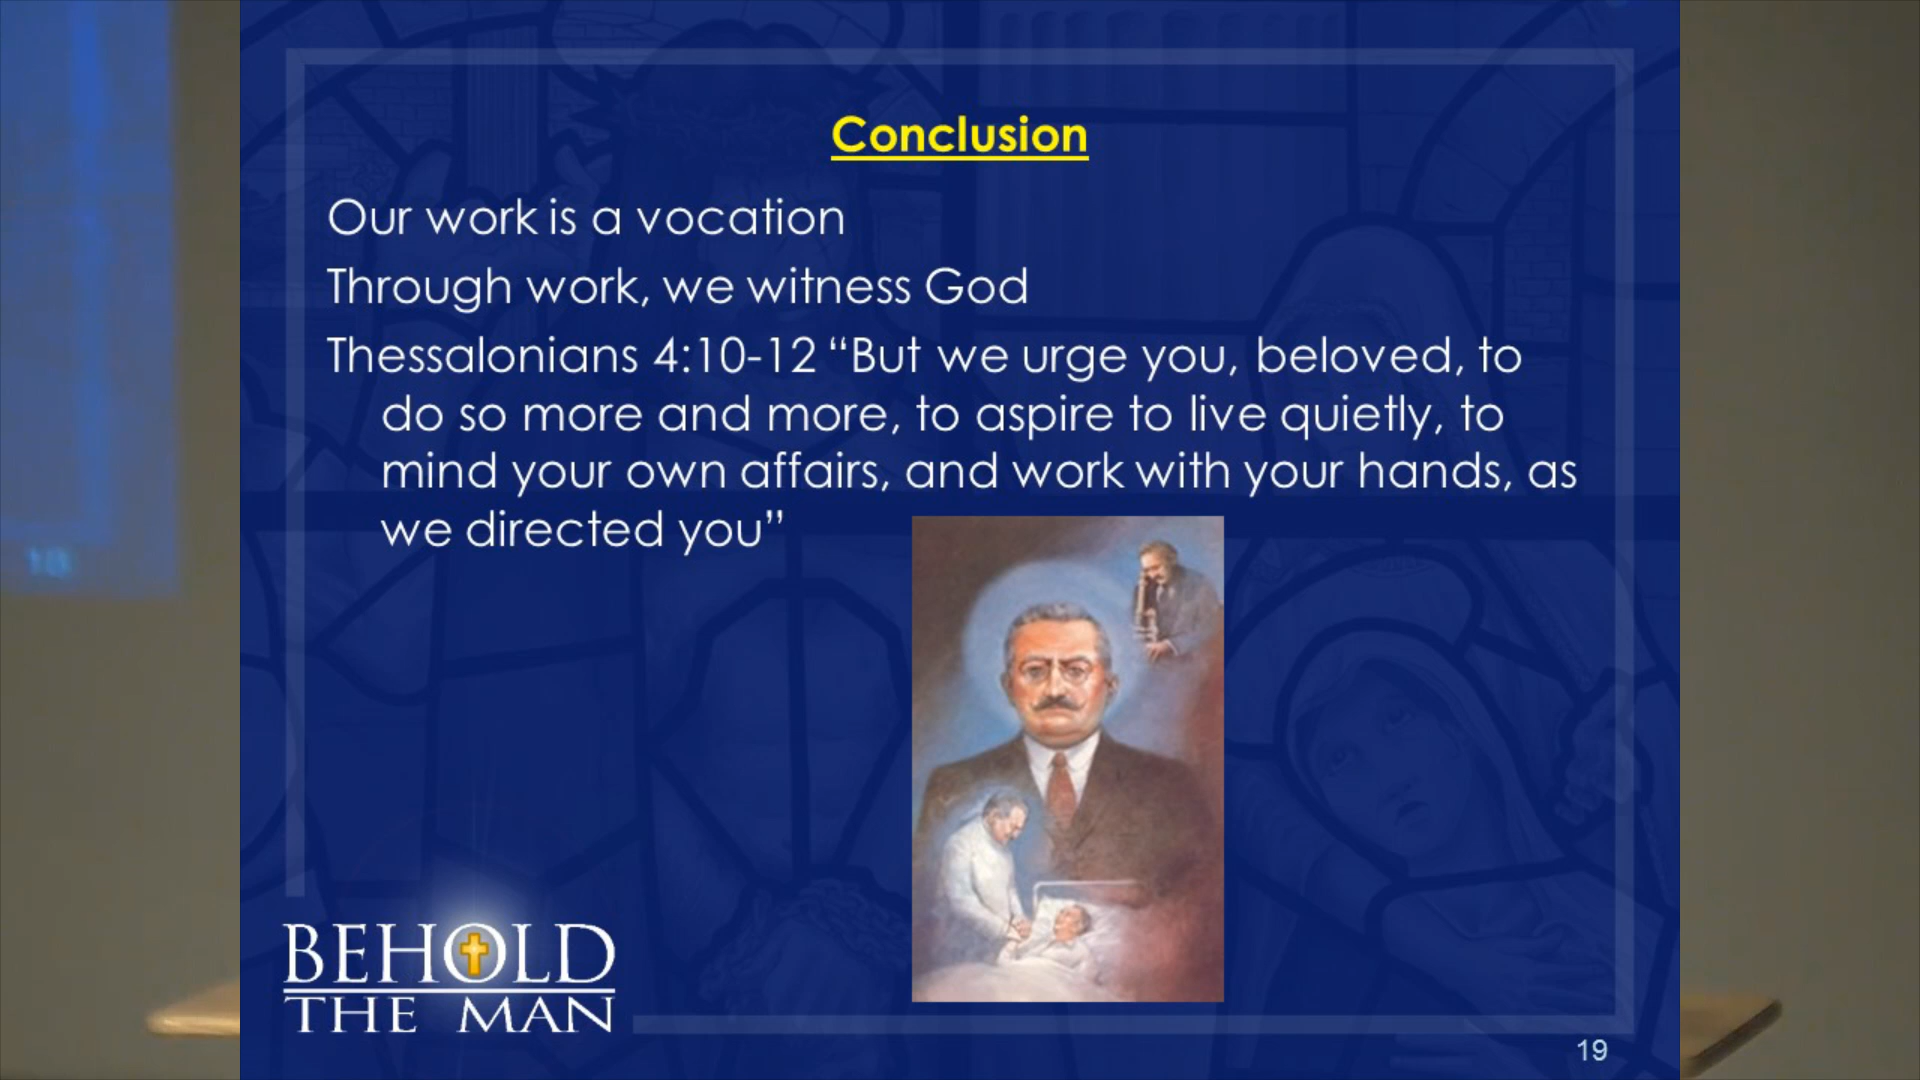 Conclusion
Our work is a vocation
Through work, we witness God
Thessalonians 4:10-12 “But we urge you, beloved, to
do so more and more, to aspire to live quietly, to
mind your own affairs, and work with your hands, as
we directed you”
BEHOLD
THE MAN
19
18